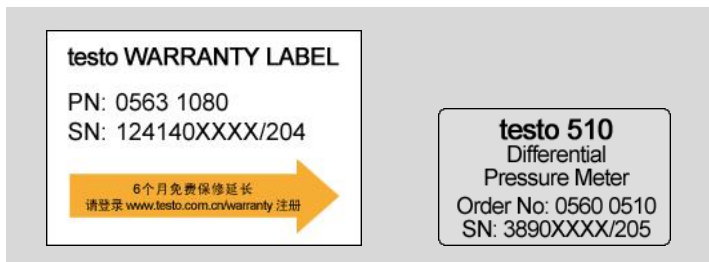 testo WARRANTY LABEL
PN: 0563 1080
SN: 124140XXXX/204
6个月免费保修延长
请登录 www.testo.com.cn/warranty 注册
testo 510
Differential
Pressure Meter
Order No: 0560 0510
SN: 3890XXXX/205